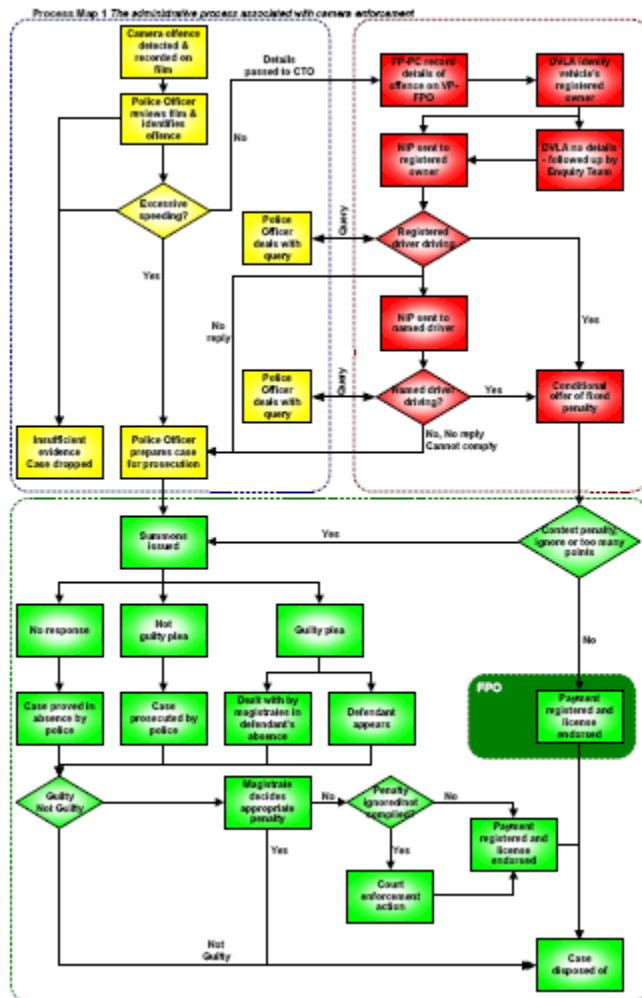 Process Map 1 The administrative process associated with camera enforcement
Camera offence
detected &
recorded on
film
Details
passed to CTO
FP-PC record
details of
offence on VP-
FPO
DVLA identify
vehicle's
registered
owner
Police Officer
reviews film &
identifies
offence
No
NIP sent to
registered
owner
DVLA no details
- followed up by
Enquiry Team
Excessive
speeding?
Police
Officer
deals with
query
Query
Registered
driver driving
Yes
No
reply
NIP sent to
named driver
Yes
Police
Officer
deals with
query
Query
Named driver
driving?
Yes
Conditional
offer of fixed
penalty
Insufficient
evidence
Case dropped
Police Officer
prepares case
for prosecution
No, No reply
Cannot comply
Summons
issued
Yes
Contest penalty,
ignore or too many
points
No response
Not
guilty plea
Guilty plea
No
FPO
Case proved in
absence by
police
Case
prosecuted by
police
Dealt with by
magistrates in
defendant's
absence
Defendant
appears
Payment
registered and
license
endorsed
Guilty
Not Guilty
Magistrate
decides
appropriate
penalty
No
Penalty
ignored/not
complied?
No
Payment
registered and
license
endorsed
Yes
Yes
Court
enforcement
action
Not
Guilty
Case
disposed of